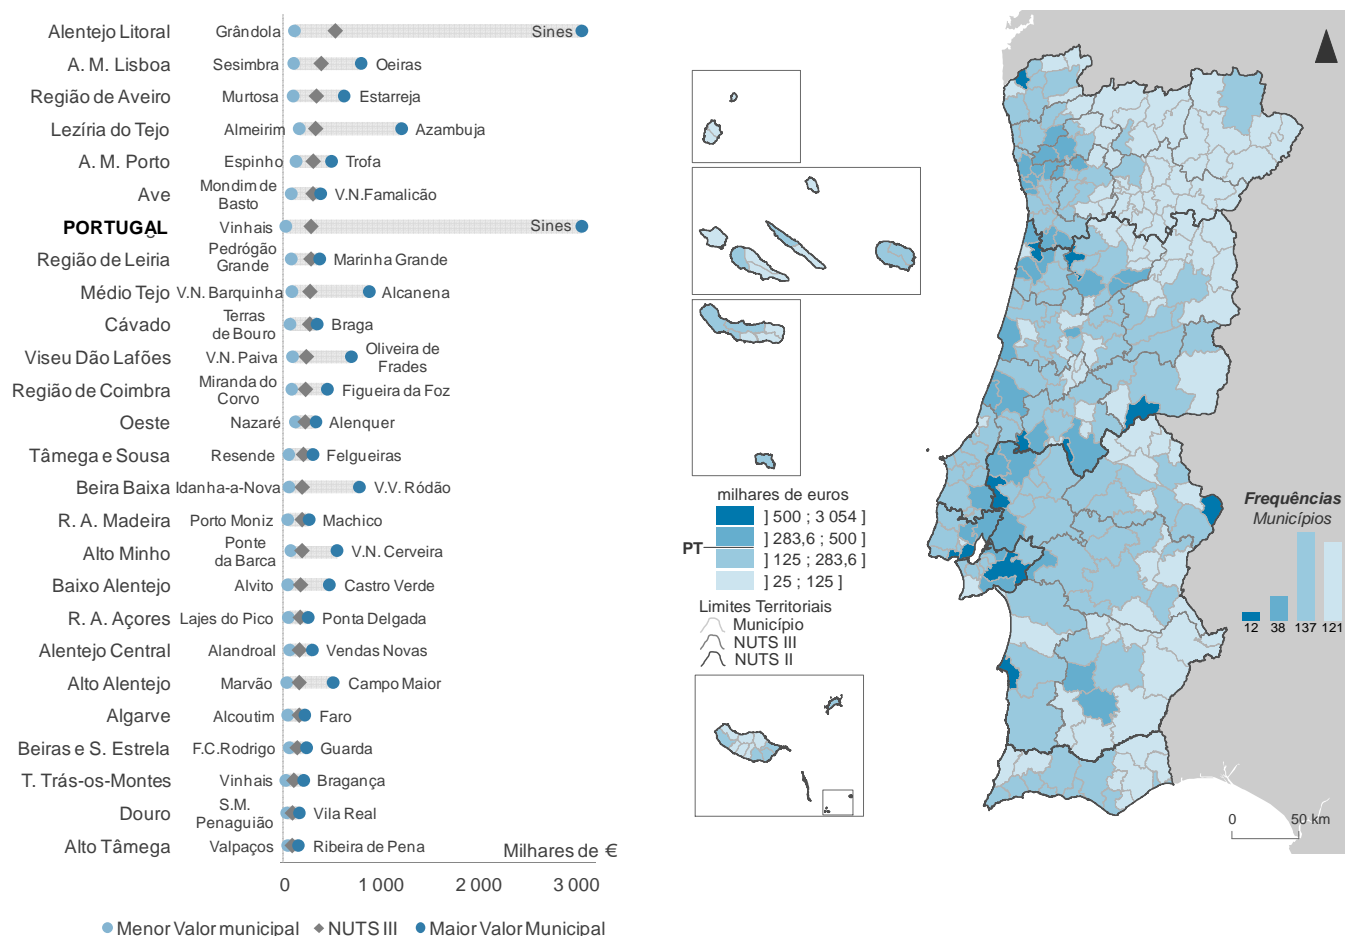 Alentejo Litoral Grândola Sines
A. M. Lisboa Sesimbra Oeiras
Região de Aveiro Murtosa Estarreja
Lezíria do Tejo Almeirim Azambuja
A. M. Porto Espinho Trofa
Ave Mondim de Basto V.N.Famalicão
PORTUGAL Vinhais Sines
Região de Leiria Pedrógão Grande Marinha Grande
Médio Tejo V.N. Barquinha Alcanena
Cávado Terras de Bouro Braga
Viseu Dão Lafões V.N. Paiva Oliveira de Frades
Região de Coimbra Miranda do Corvo Figueira da Foz
Oeste Nazaré Alenquer
Tâmega e Sousa Resende Felgueiras
Beira Baixa Idanha-a-Nova V.V. Ródão
R. A. Madeira Porto Moniz Machico
Alto Minho Ponte da Barca V.N. Cerveira
Baixo Alentejo Alvito Castro Verde
R. A. Açores Lajes do Pico Ponta Delgada
Alentejo Central Alandroal Vendas Novas
Alto Alentejo Marvão Campo Maior
Algarve Alcoutim Faro
Beiras e S. Estrela F.C.Rodrigo Guarda
T. Trás-os-Montes Vinhais Bragança
Douro S.M. Penaguião Vila Real
Alto Tâmega Valpaços Ribeira de Pena
Milhares de €
0 1 000 2 000 3 000
Menor Valor municipal NUTS III Maior Valor Municipal
milhares de euros
] 500 ; 3 054 ]
] 283,6 ; 500 ]
PT
] 125 ; 283,6 ]
] 25 ; 125 ]
Limites Territoriais
Município
NUTS III
NUTS II
Frequências
Municípios
12 38 137 121
0 50 km